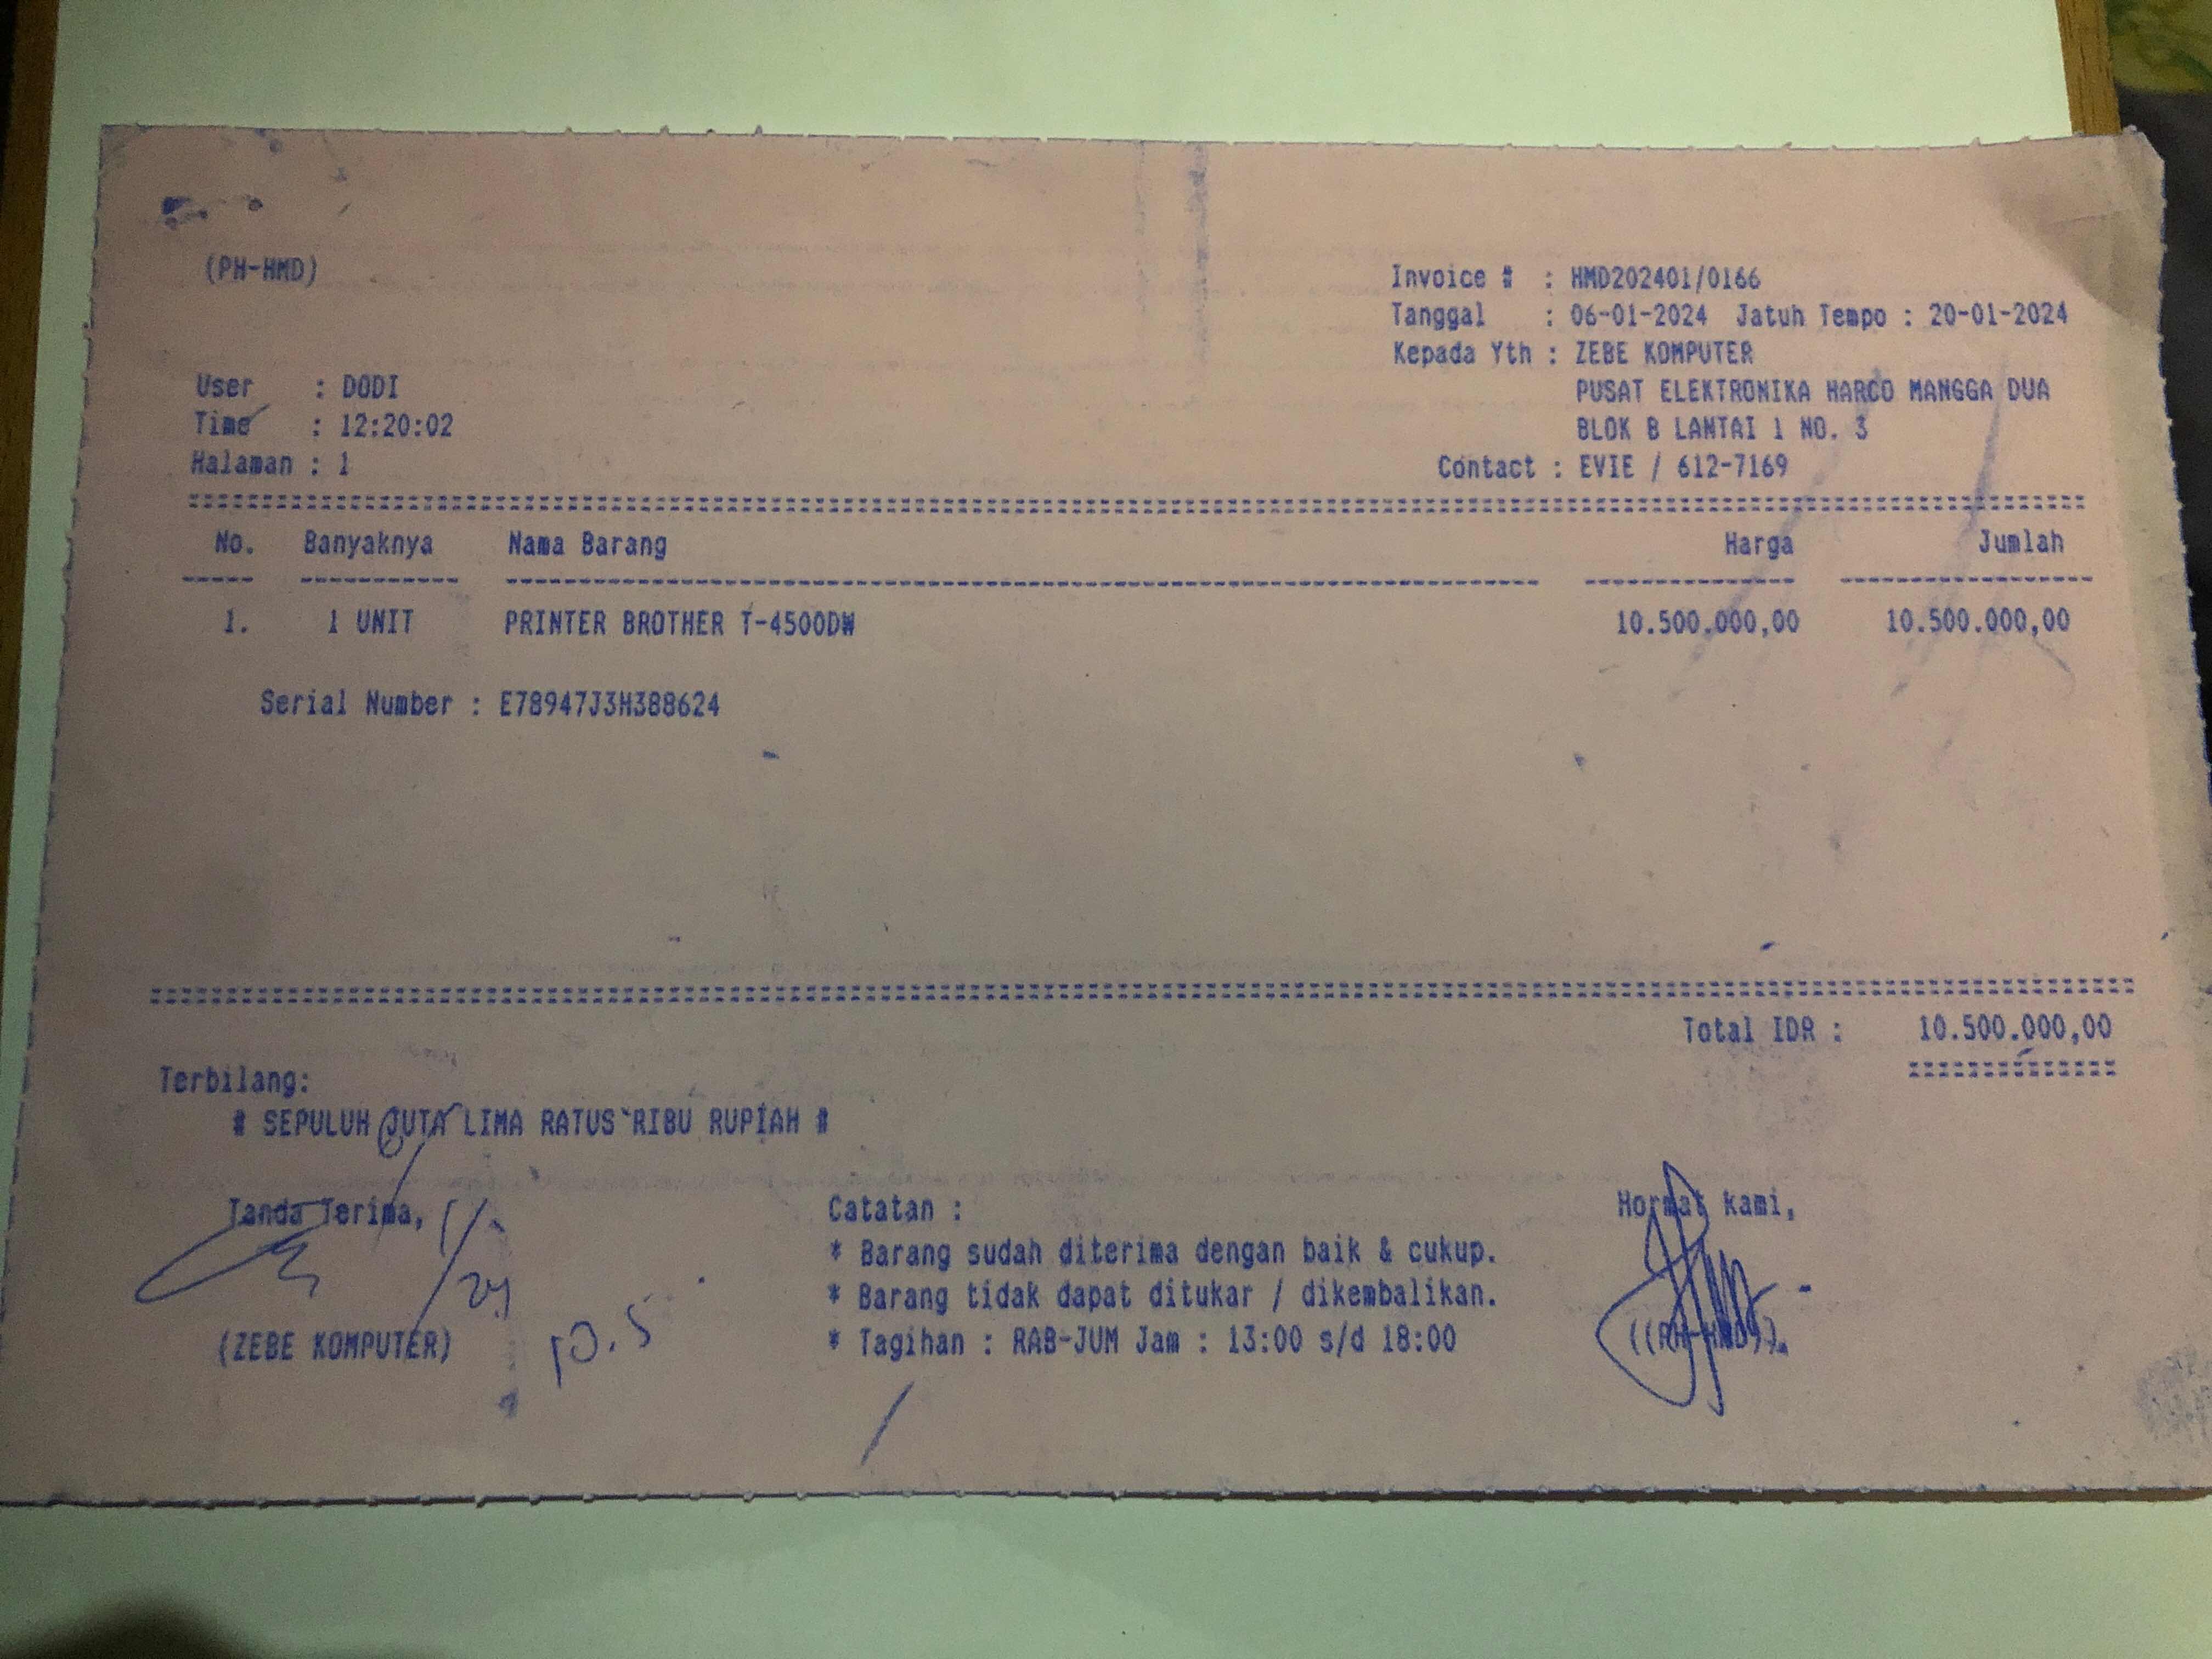 (PH-HMD)
Invoice # : HMD202401/0166
Tanggal : 06-01-2024 Jatuh Tempo : 20-01-2024
Kepada Yth : ZEBE KOMPUTER
PUSAT ELEKTRONIKA HARCO MANGGA DUA
BLOK B LANTAI 1 NO. 3
Contact : EVIE / 612-7169
User : DODI
Time : 12:20:02
Halaman : 1
No. Banyaknya Nama Barang Harga Jumlah
1. 1 UNIT PRINTER BROTHER T-4500DW 10.500.000,00 10.500.000,00
Serial Number : E78947J3H388624
Total IDR : 10.500.000,00
Terbilang:
# SEPULUH JUTA LIMA RATUS RIBU RUPIAH #
Tanda Terima,
(ZEBE KOMPUTER)
10.5
Catatan :
* Barang sudah diterima dengan baik & cukup.
* Barang tidak dapat ditukar / dikembalikan.
* Tagihan : RAB-JUM Jam : 13:00 s/d 18:00
Hormat kami,
((PH-HMD))